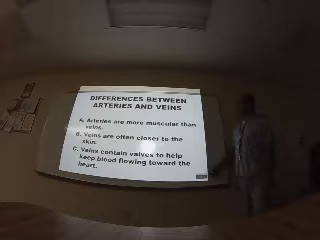 DIFFERENCES BETWEEN
ARTERIES AND VEINS
A. Arteries are more muscular than
veins.
B. Veins are often closer to the
skin.
C. Veins contain valves to help
keep blood flowing toward the
heart.